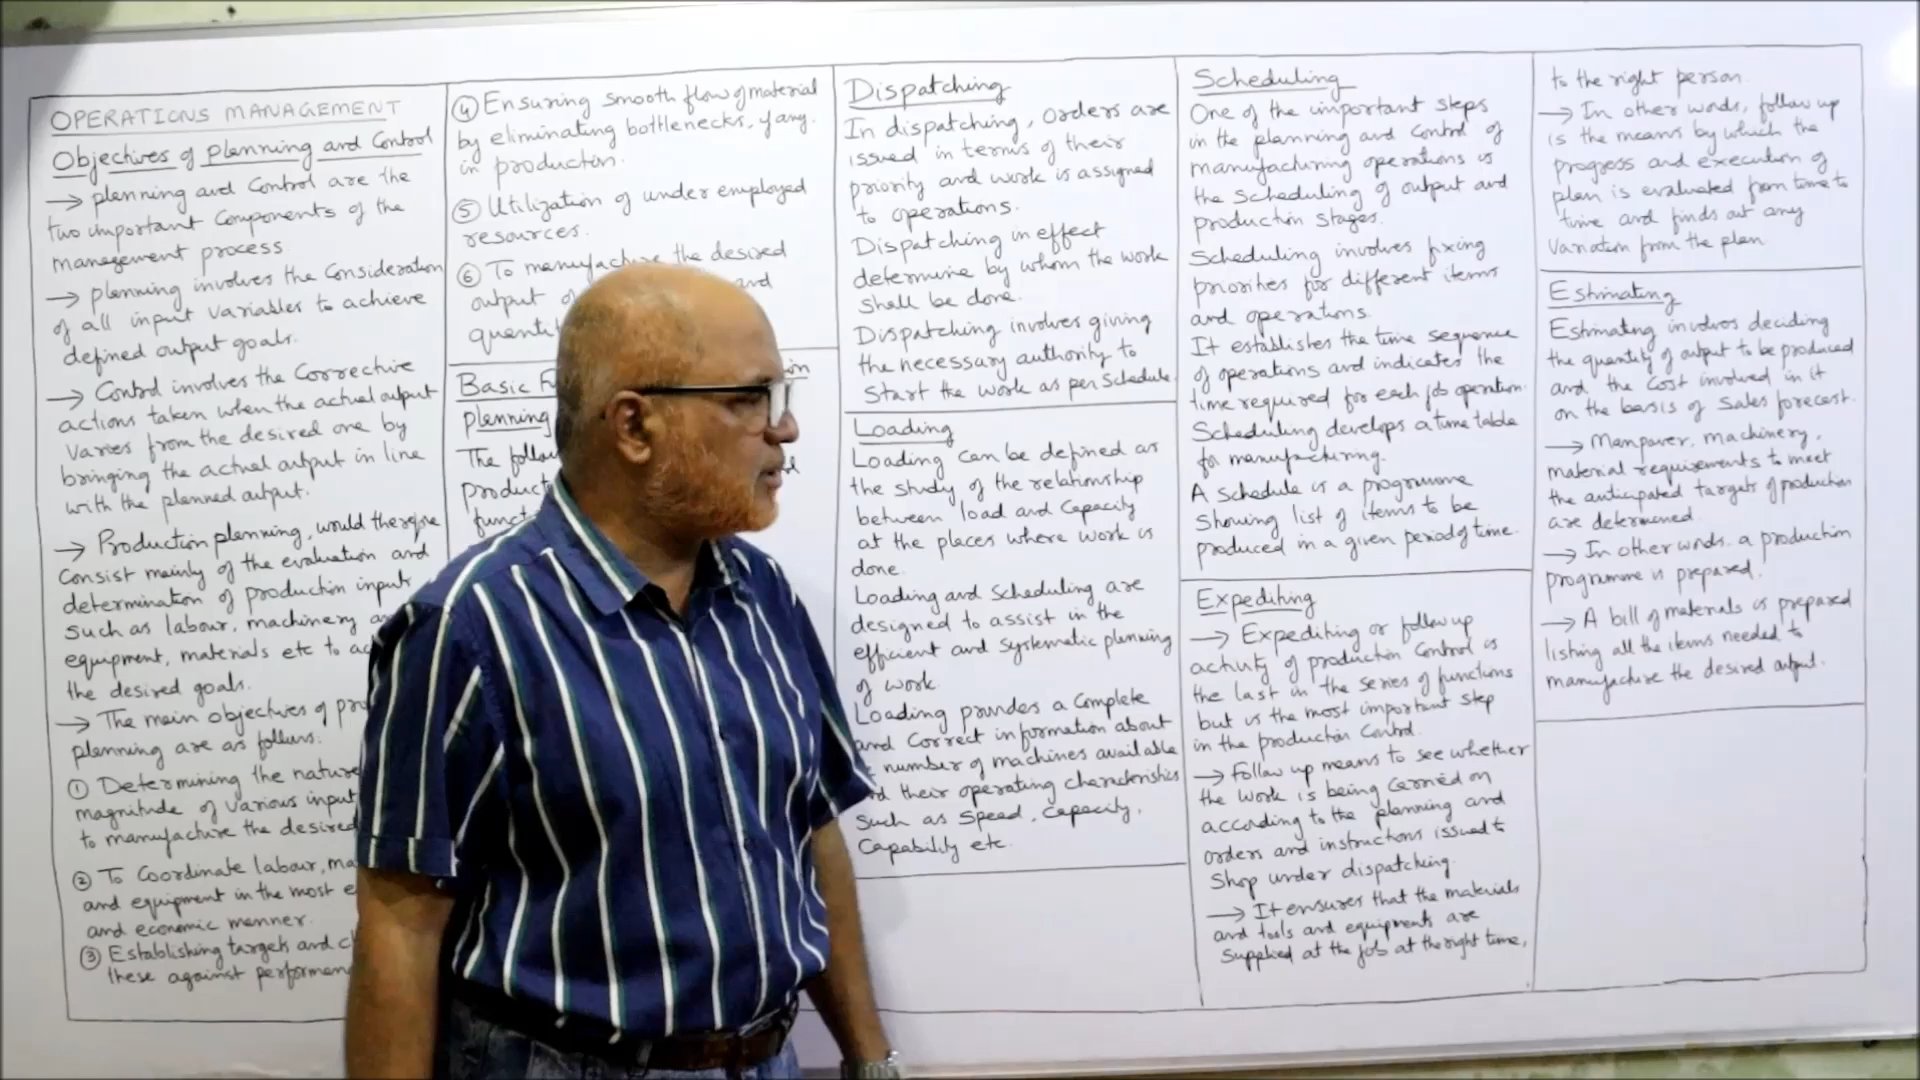 OPERATIONS MANAGEMENT
Objectives of planning and Control
→ planning and Control are the
two important Components of the
management process
→ planning involves the Consideration
of all input variables to achieve
defined output goals.
→ Control involves the Corrective
actions taken when the actual output
varies from the desired one by
bringing the actual output in line
with the planned output.
→ Production planning, would therefore
Consist mainly of the evaluation and
determination of production inputs
such as labour, machinery
equipment, materials etc to
the desired goals.
→ The main objectives of
planning are as follows:
① Determining the nature
magnitude of various input
to manufacture the desired
② To Coordinate labour,
and equipment in the most
and economic manner.
③ Establishing targets and
these against
④ Ensuring smooth flow of material
by eliminating bottlenecks, if any.
in production.
⑤ Utilization of under employed
resources.
⑥ To manufacture the desired
output of and
Basic
planning
The
Dispatching
In dispatching, orders are
issued in terms of their
priority and work is assigned
to operations.
Dispatching in effect
determine by whom the work
shall be done.
Dispatching involves giving
the necessary authority to
Start the work as per Schedule.
Loading
Loading can be defined as
the study of the relationship
between load and Capacity
at the places where work is
done.
Loading and Scheduling are
designed to assist in the
efficient and systematic planning
of work.
Loading provides a Complete
and Correct information about
number of machines available
their operating characteristics
Such as Speed, Capacity,
Capability etc.
Scheduling
One of the important steps
in the planning and Control of
manufacturing operations is
the scheduling of output and
production stages.
Scheduling involves fixing
priorities for different items
and operations.
It establishes the time sequence
of operations and indicates the
time required for each job operation.
Scheduling develops a time table
for manufacturing.
A schedule is a programme
Showing list of items to be
produced in a given period of time.
Expediting
→ Expediting or follow up
activity of production Control is
the last in the series of functions
but is the most important step
in the production Control.
→ Follow up means to see whether
the work is being Carried on
according to the planning and
orders and instructions issued to
Shop under dispatching.
→ It ensures that the materials
and tools and equipments are
supplied at the job at the right time,
to the right person
→ In other words, follow up
is the means by which the
progress and execution of
plan is evaluated from time to
time and finds out any
Variation from the plan
Estimating
Estimating involves deciding
the quantity of output to be produced
and the Cost involved in it
on the basis of Sales forecast.
→ Manpower, machinery,
material requirements to meet
the anticipated targets of production
are determined
→ In other words. a production
programme is prepared.
→ A bill of materials is prepared
listing all the items needed to
manufacture the desired output.